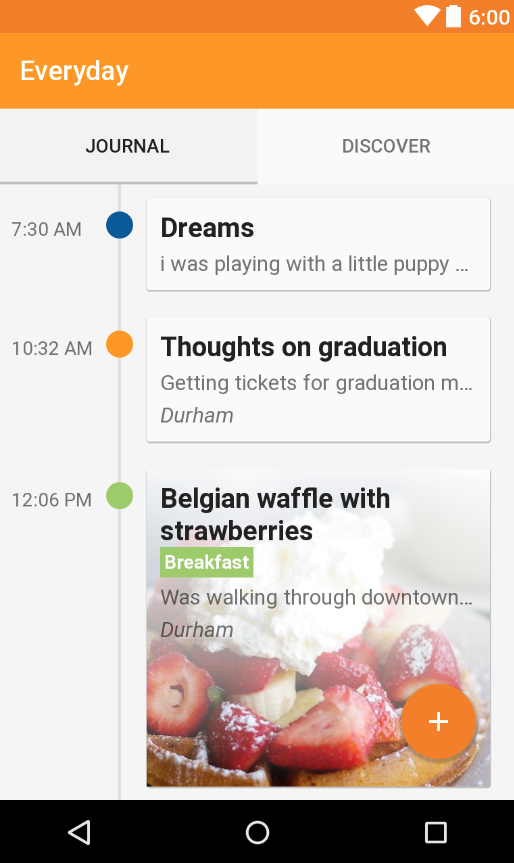 6:00
Everyday
JOURNAL
DISCOVER
7:30 AM
Dreams
i was playing with a little puppy ...
10:32 AM
Thoughts on graduation
Getting tickets for graduation m...
Durham
12:06 PM
Belgian waffle with
strawberries
Breakfast
Was walking through downtown...
Durham